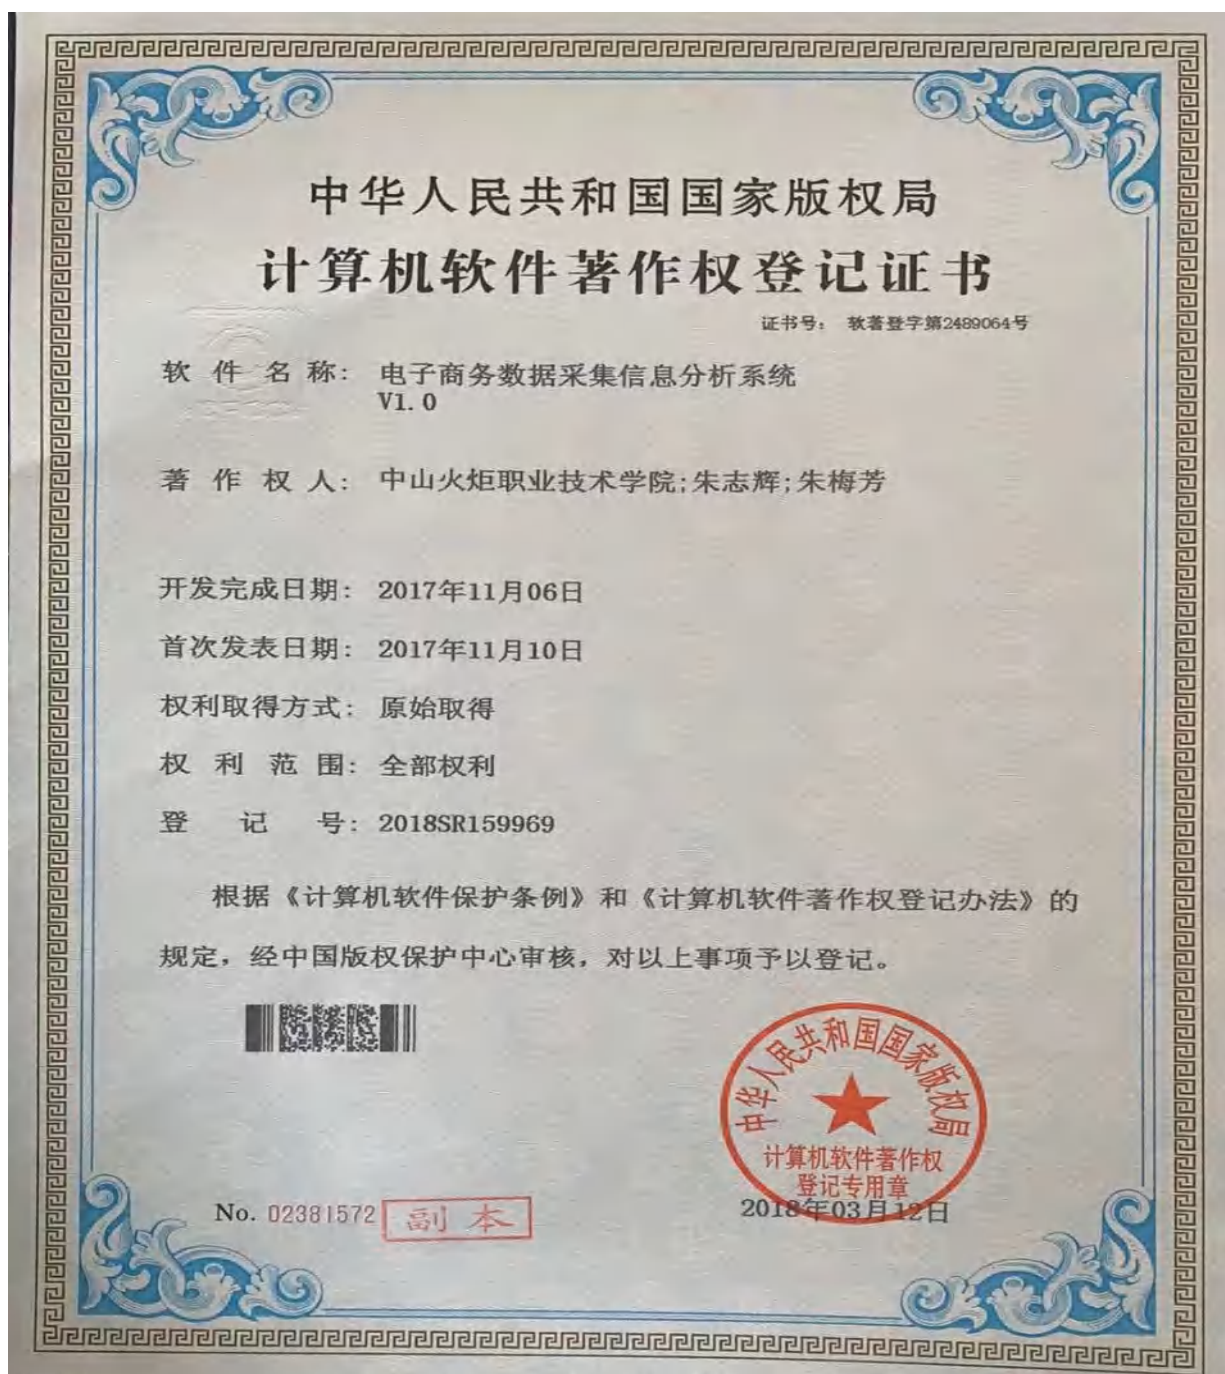 中华人民共和国国家版权局
计算机软件著作权登记证书
证书号： 软著登字第2489064号
软件名称： 电子商务数据采集信息分析系统
V1.0
著作权人： 中山火炬职业技术学院;朱志辉;朱梅芳
开发完成日期： 2017年11月06日
首次发表日期： 2017年11月10日
权利取得方式： 原始取得
权利范围： 全部权利
登记号： 2018SR159969
根据《计算机软件保护条例》和《计算机软件著作权登记办法》的
规定，经中国版权保护中心审核，对以上事项予以登记。
中华人民共和国国家版权局
计算机软件著作权
登记专用章
2018年03月12日
No. 02381572 副本